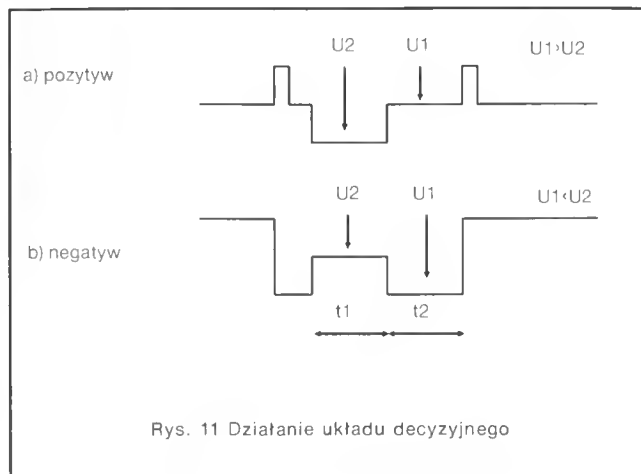 U2 U1 U1›U2
a) pozytyw
U2 U1 U1‹U2
b) negatyw
t1 t2
Rys. 11 Działanie układu decyzyjnego